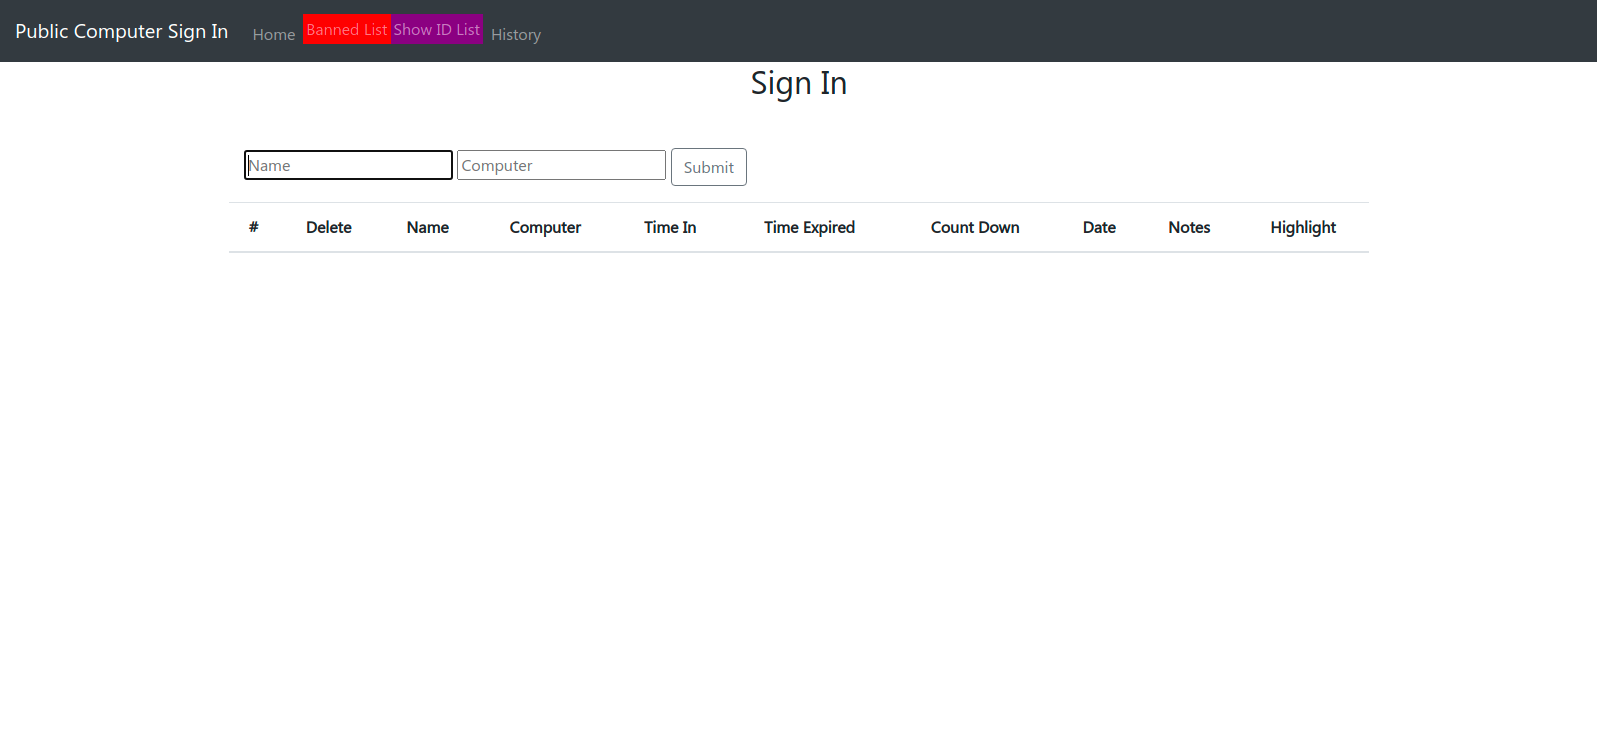 Public Computer Sign In Home Banned List Show ID List History
Sign In
Name Computer Submit
# Delete Name Computer Time In Time Expired Count Down Date Notes Highlight